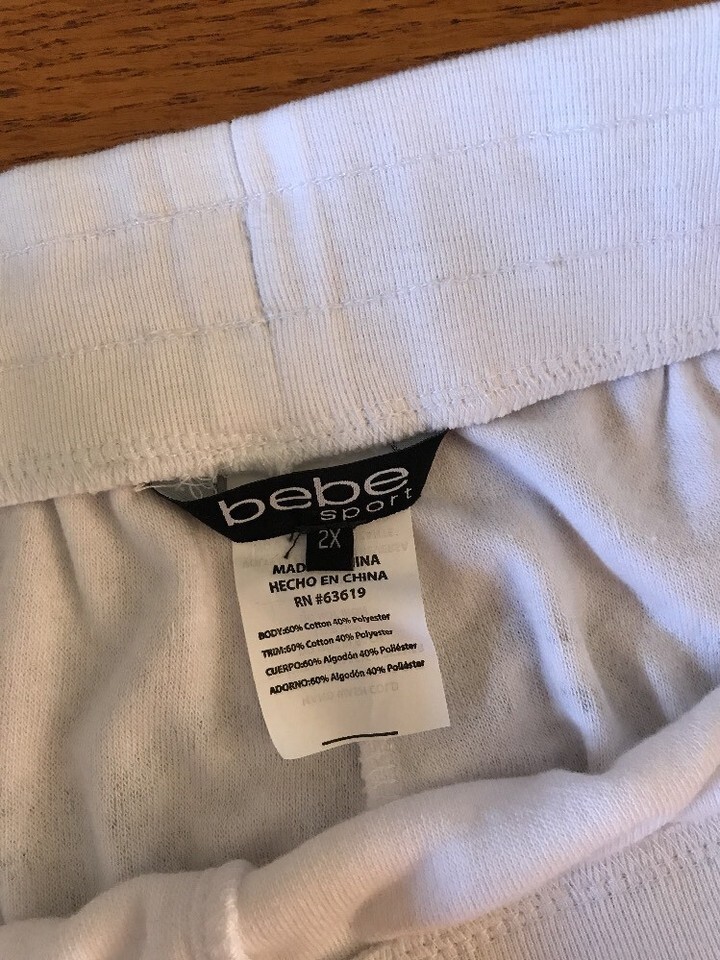 bebe
sport
2X
HECHO EN CHINA
RN #63619
BODY:60% Cotton 40% Polyester
TRIM:60% Cotton 40% Polyester
CUERPO:60% Algodón 40% Poliéster
ADORNO:60% Algodón 40% Poliéster